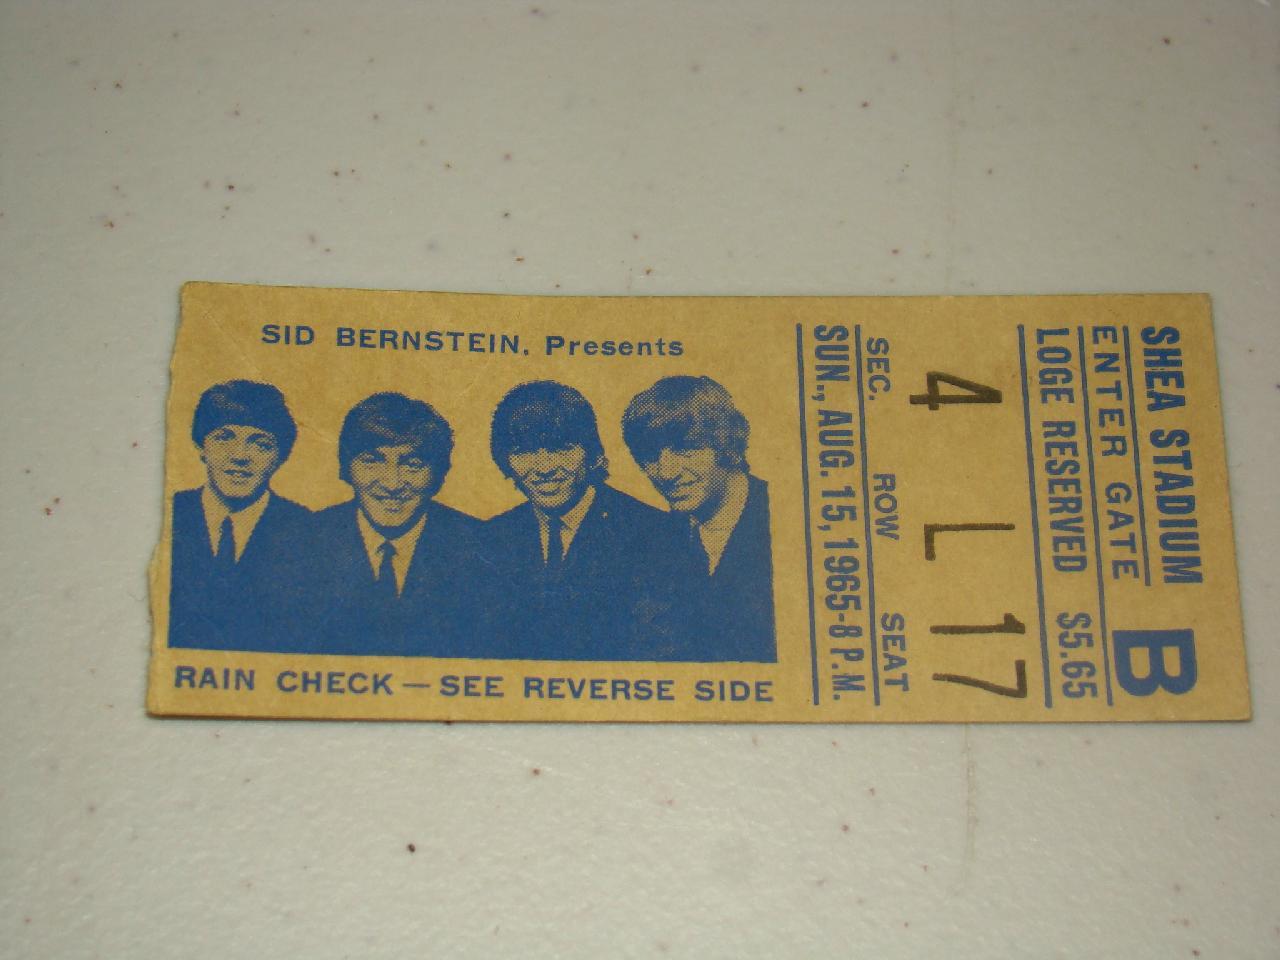 SID BERNSTEIN. Presents
RAIN CHECK — SEE REVERSE SIDE
SHEA STADIUM
ENTER GATE B
LOGE RESERVED $5.65
4 L 17
SEC. ROW SEAT
SUN., AUG. 15, 1965-8 P.M.